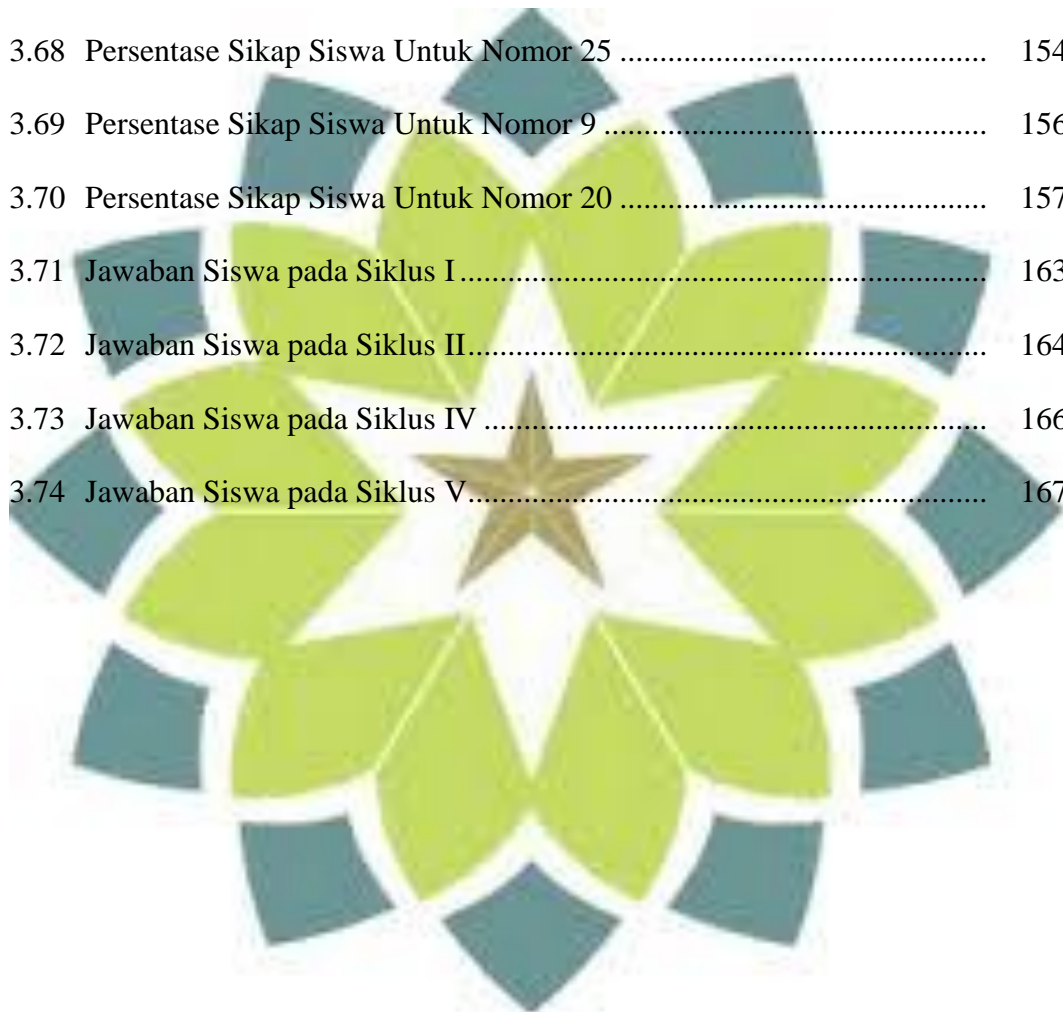 3.68 Persentase Sikap Siswa Untuk Nomor 25 ............................................. 154
3.69 Persentase Sikap Siswa Untuk Nomor 9 ............................................... 156
3.70 Persentase Sikap Siswa Untuk Nomor 20 ............................................. 157
3.71 Jawaban Siswa pada Siklus I ................................................................. 163
3.72 Jawaban Siswa pada Siklus II................................................................ 164
3.73 Jawaban Siswa pada Siklus IV .............................................................. 166
3.74 Jawaban Siswa pada Siklus V................................................................ 167